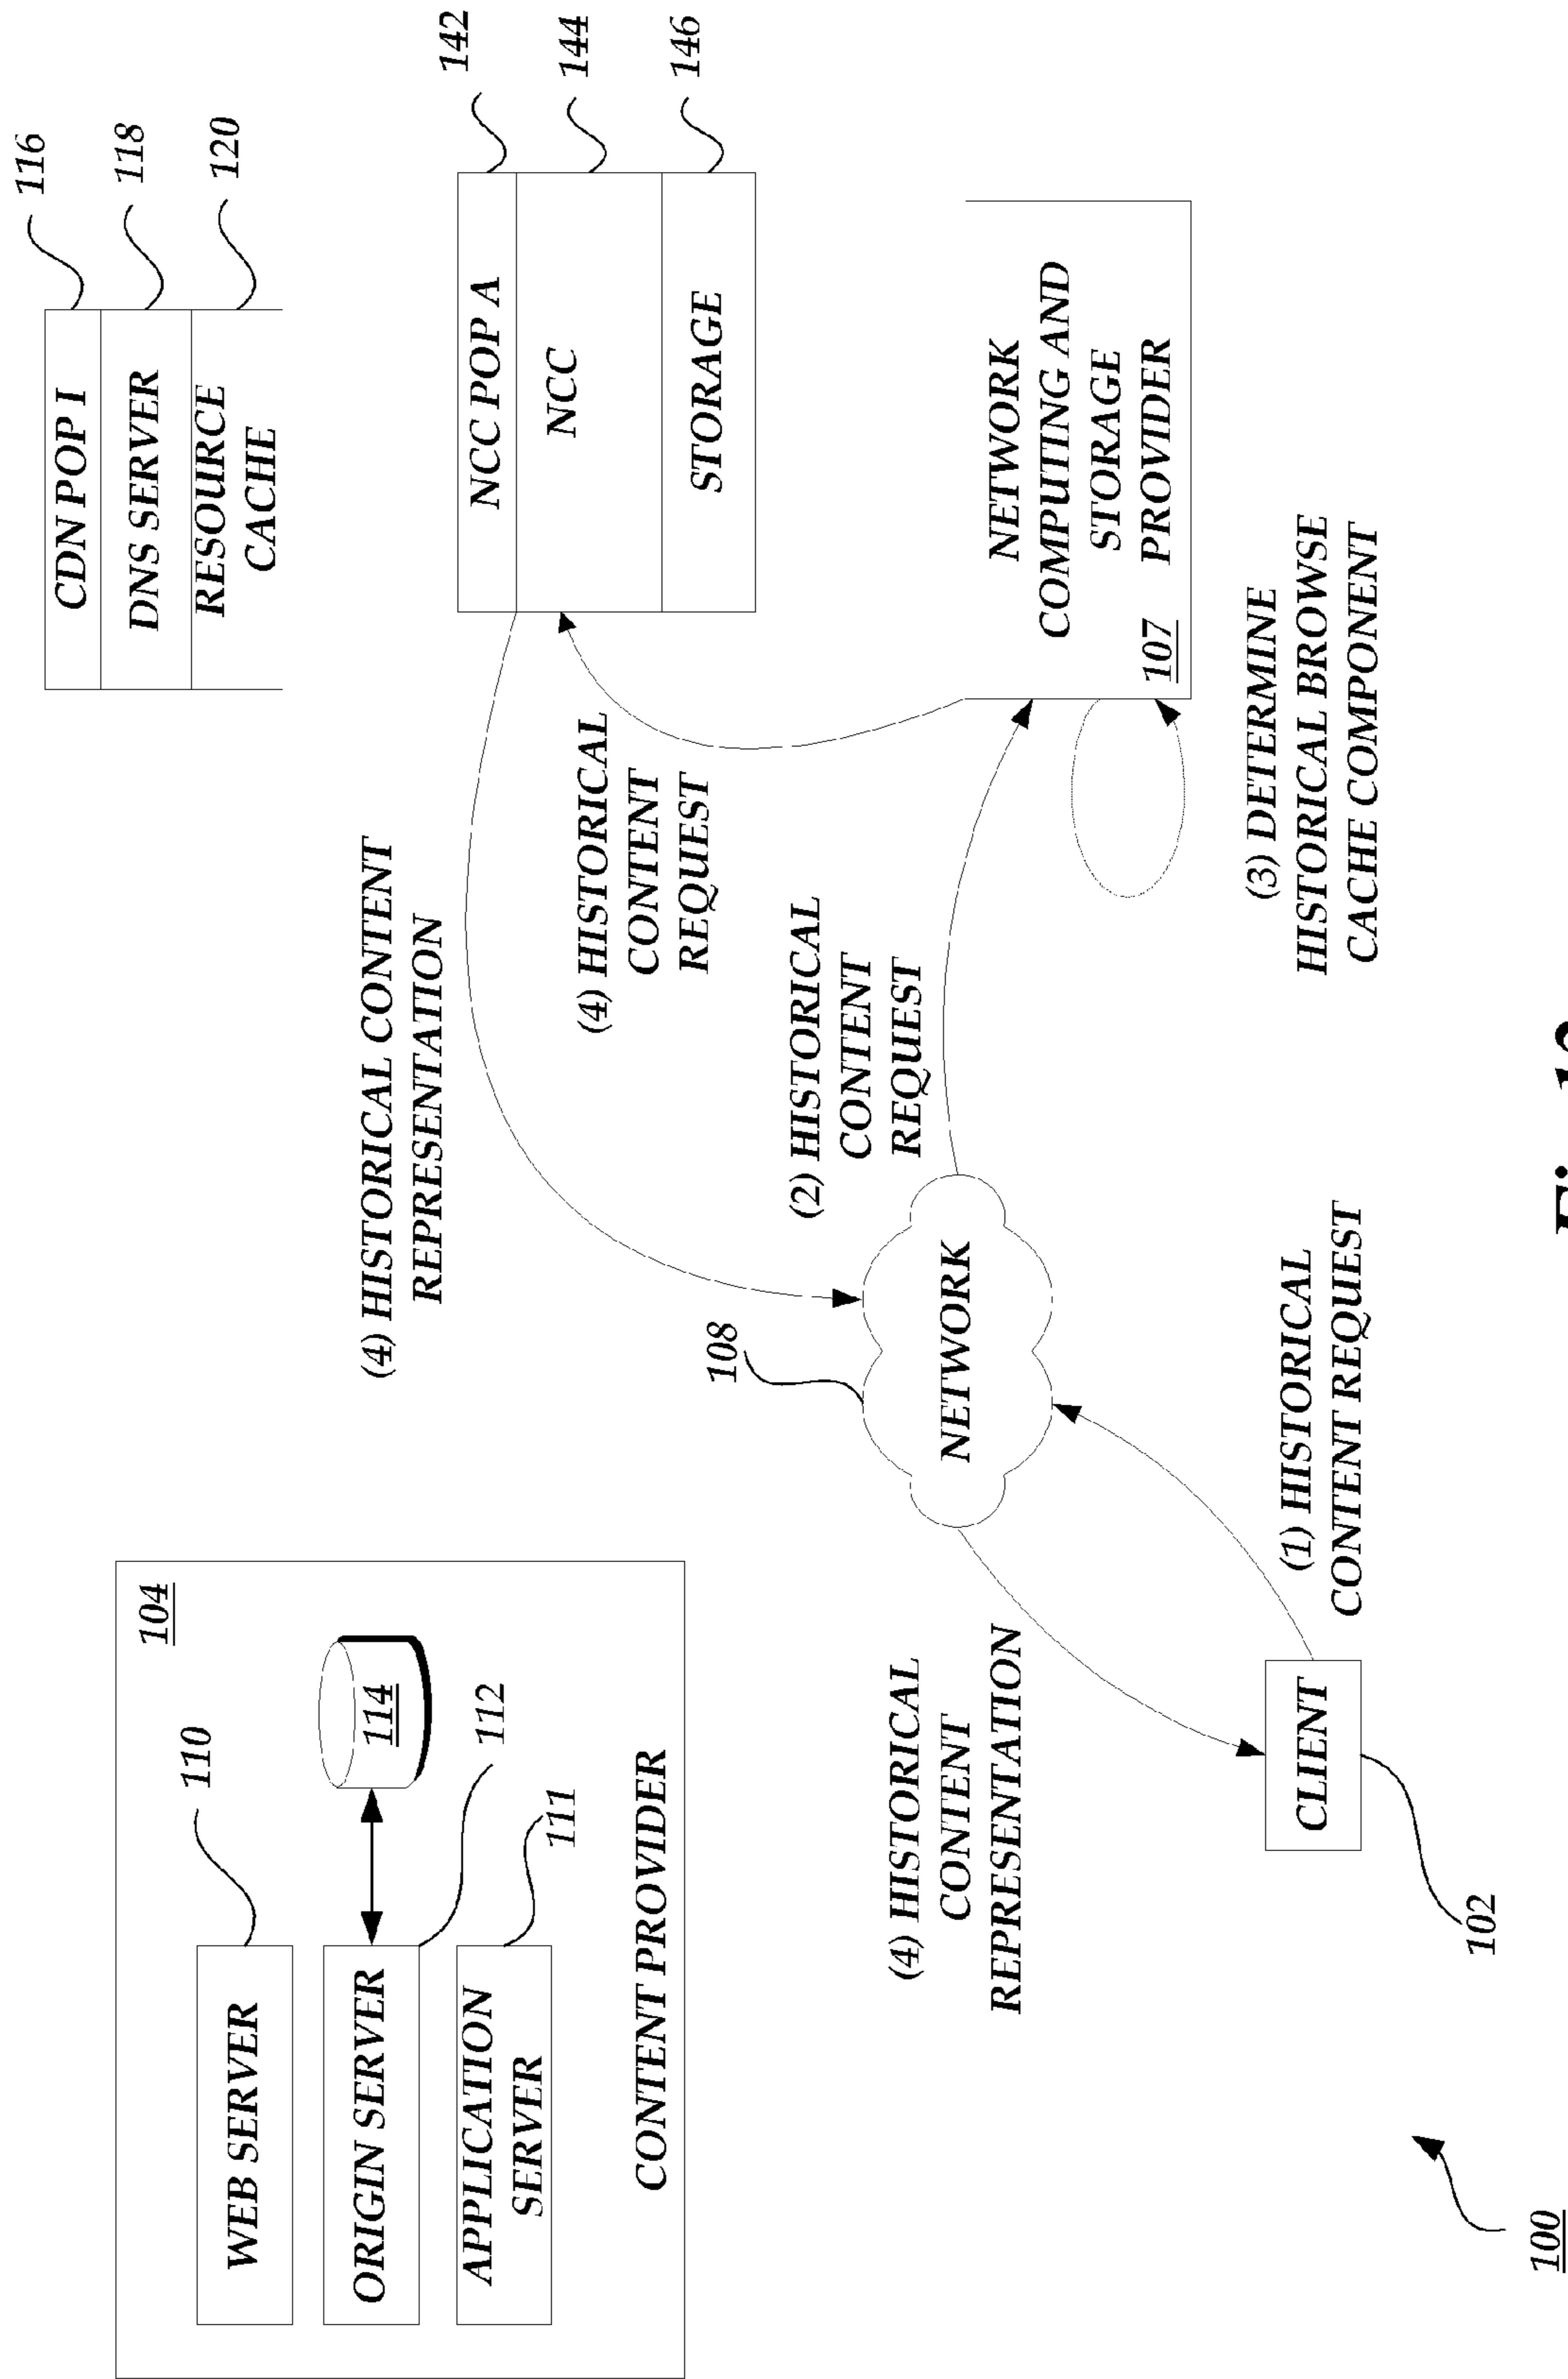 104
110
WEB SERVER
ORIGIN SERVER
114
112
APPLICATION
SERVER
111
CONTENT PROVIDER
CDN POP I
DNS SERVER
RESOURCE
CACHE
116
118
120
(4) HISTORICAL CONTENT
REPRESENTATION
NCC POP A
NCC
STORAGE
142
144
146
(4) HISTORICAL
CONTENT
REQUEST
108
NETWORK
(2) HISTORICAL
CONTENT
REQUEST
NETWORK
COMPUTING AND
STORAGE
PROVIDER
107
(3) DETERMINE
HISTORICAL BROWSE
CACHE COMPONENT
(4) HISTORICAL
CONTENT
REPRESENTATION
(1) HISTORICAL
CONTENT REQUEST
CLIENT
102
100